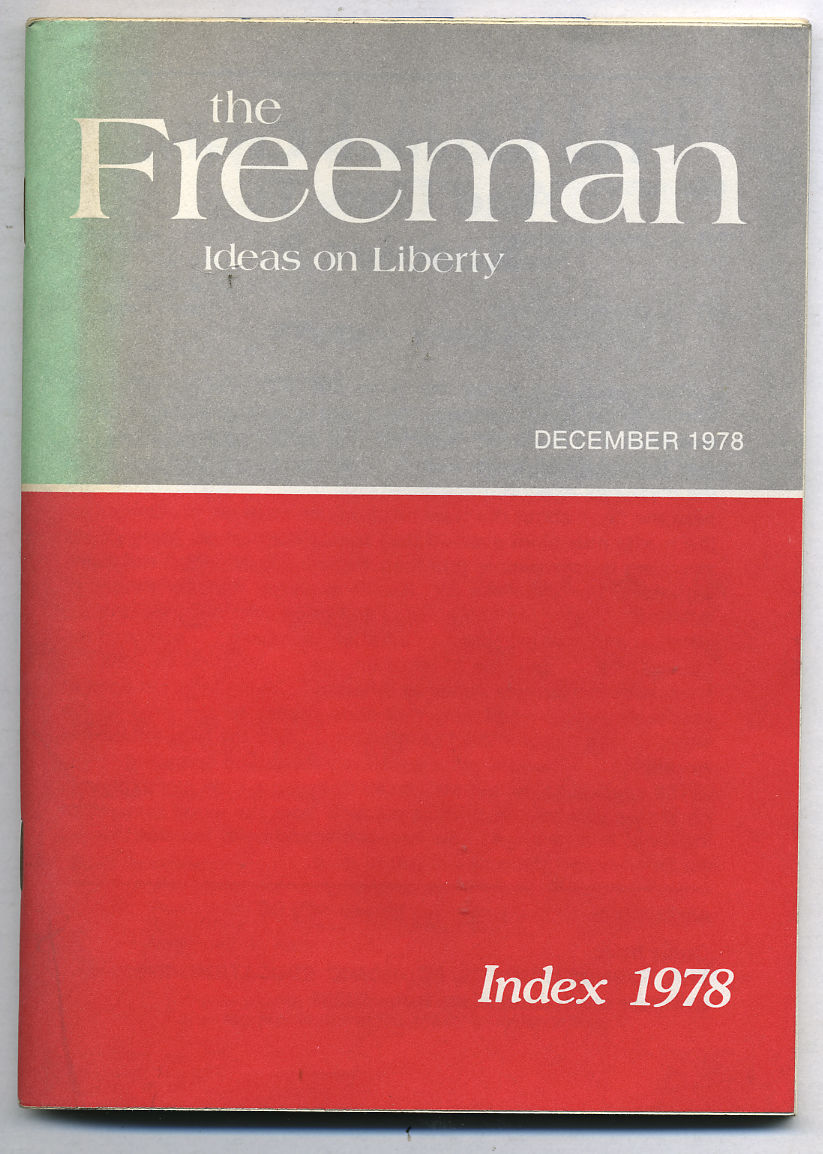 the
Freeman
Ideas on Liberty
DECEMBER 1978
Index 1978